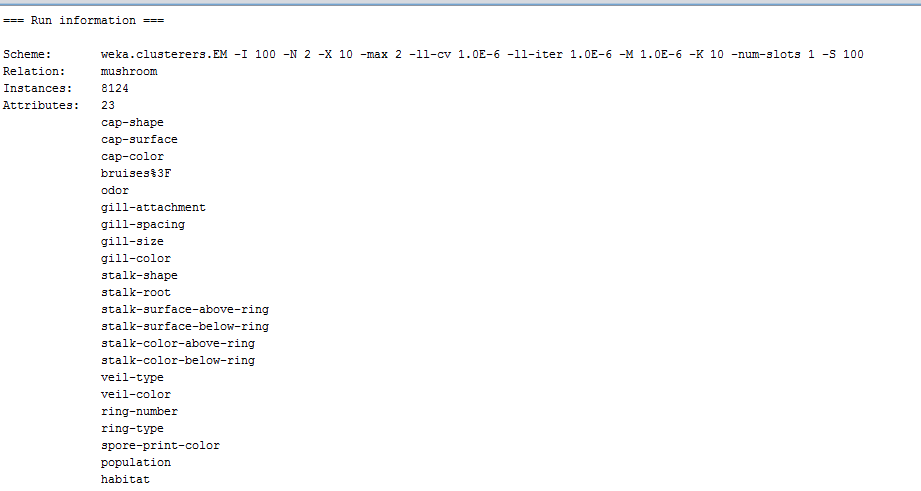 === Run information ===
Scheme: weka.clusterers.EM -I 100 -N 2 -X 10 -max 2 -ll-cv 1.0E-6 -ll-iter 1.0E-6 -M 1.0E-6 -K 10 -num-slots 1 -S 100
Relation: mushroom
Instances: 8124
Attributes: 23
cap-shape
cap-surface
cap-color
bruises%3F
odor
gill-attachment
gill-spacing
gill-size
gill-color
stalk-shape
stalk-root
stalk-surface-above-ring
stalk-surface-below-ring
stalk-color-above-ring
stalk-color-below-ring
veil-type
veil-color
ring-number
ring-type
spore-print-color
population
habitat